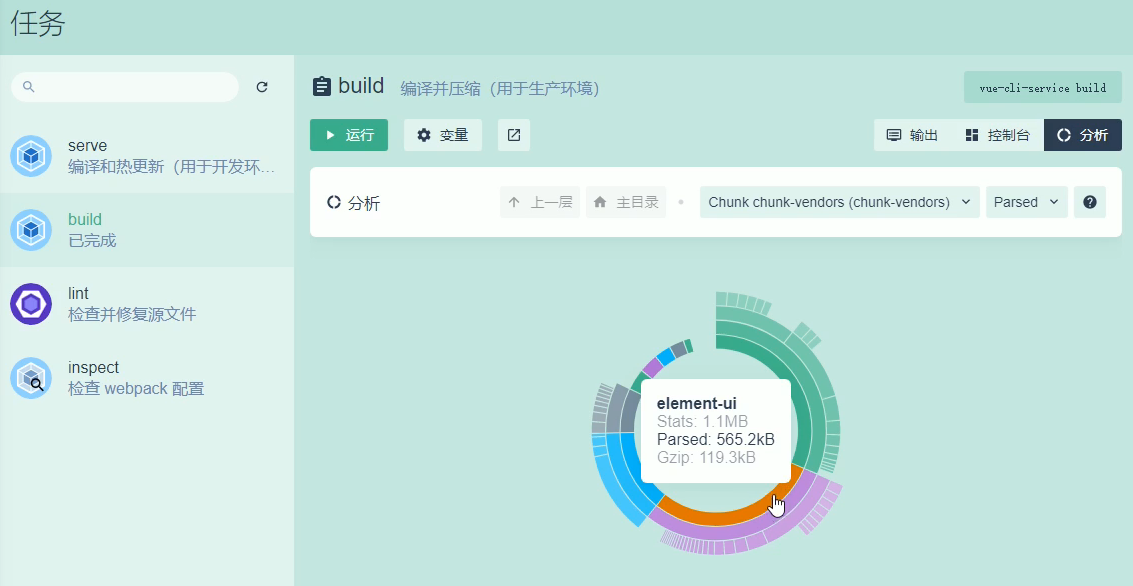 任务
serve
编译和热更新（用于开发环…
build
已完成
lint
检查并修复源文件
inspect
检查 webpack 配置
build 编译并压缩（用于生产环境）
vue-cli-service build
运行 变量
输出 控制台 分析
分析 上一层 主目录 Chunk chunk-vendors (chunk-vendors) Parsed
element-ui
Stats: 1.1MB
Parsed: 565.2kB
Gzip: 119.3kB